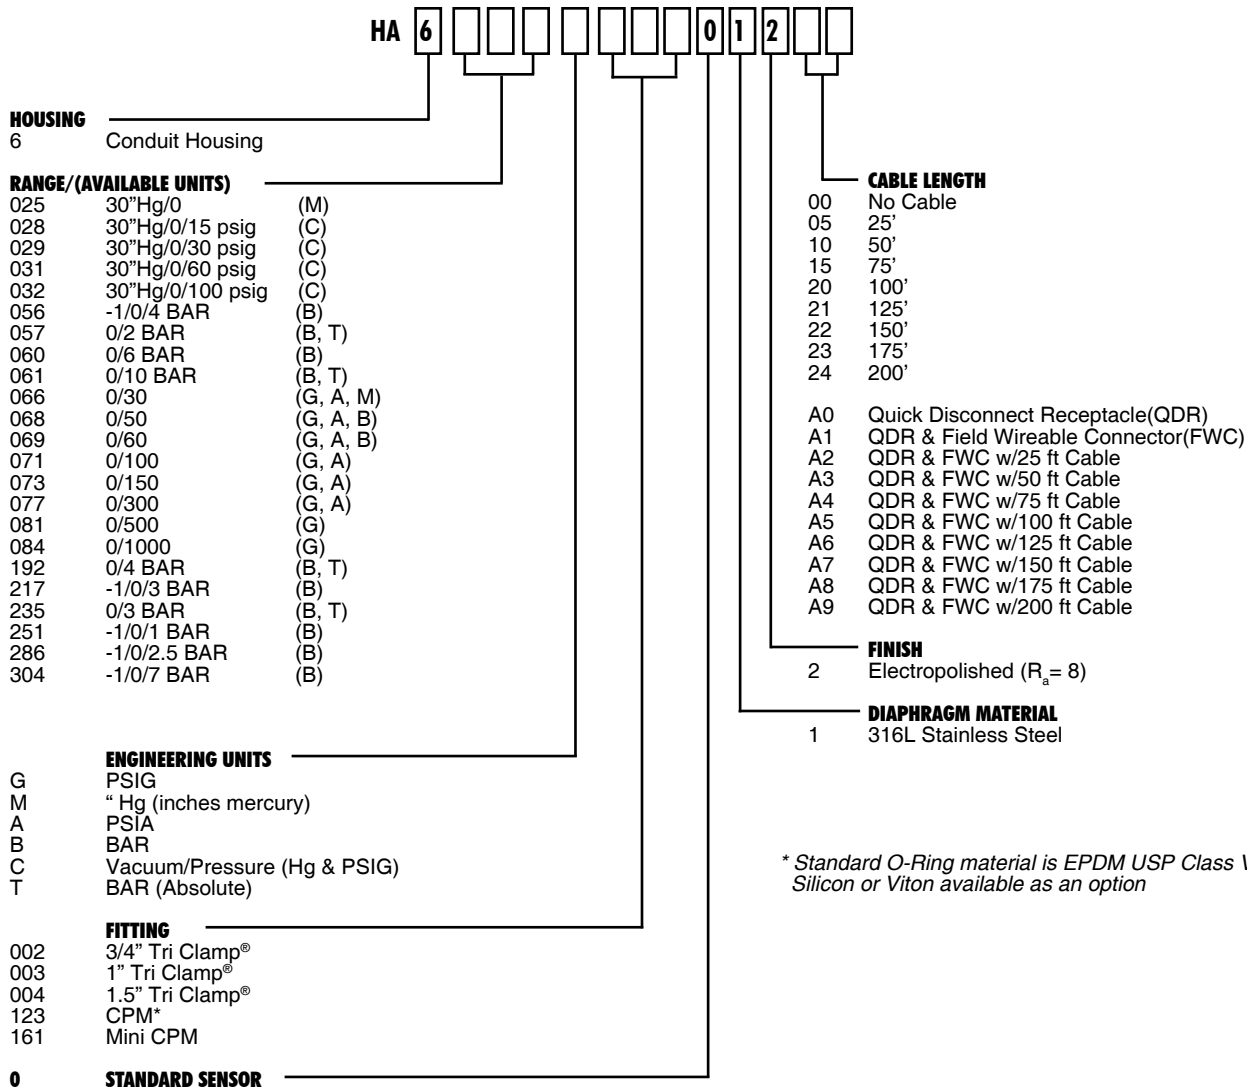 HA 6 0 1 2
HOUSING
6 Conduit Housing
RANGE/(AVAILABLE UNITS)
025 30”Hg/0 (M)
028 30”Hg/0/15 psig (C)
029 30”Hg/0/30 psig (C)
031 30”Hg/0/60 psig (C)
032 30”Hg/0/100 psig (C)
056 -1/0/4 BAR (B)
057 0/2 BAR (B, T)
060 0/6 BAR (B)
061 0/10 BAR (B, T)
066 0/30 (G, A, M)
068 0/50 (G, A, B)
069 0/60 (G, A, B)
071 0/100 (G, A)
073 0/150 (G, A)
077 0/300 (G, A)
081 0/500 (G)
084 0/1000 (G)
192 0/4 BAR (B, T)
217 -1/0/3 BAR (B)
235 0/3 BAR (B, T)
251 -1/0/1 BAR (B)
286 -1/0/2.5 BAR (B)
304 -1/0/7 BAR (B)
ENGINEERING UNITS
G PSIG
M “ Hg (inches mercury)
A PSIA
B BAR
C Vacuum/Pressure (Hg & PSIG)
T BAR (Absolute)
FITTING
002 3/4” Tri Clamp®
003 1” Tri Clamp®
004 1.5” Tri Clamp®
123 CPM*
161 Mini CPM
0 STANDARD SENSOR
CABLE LENGTH
00 No Cable
05 25’
10 50’
15 75’
20 100’
21 125’
22 150’
23 175’
24 200’
A0 Quick Disconnect Receptacle(QDR)
A1 QDR & Field Wireable Connector(FWC)
A2 QDR & FWC w/25 ft Cable
A3 QDR & FWC w/50 ft Cable
A4 QDR & FWC w/75 ft Cable
A5 QDR & FWC w/100 ft Cable
A6 QDR & FWC w/125 ft Cable
A7 QDR & FWC w/150 ft Cable
A8 QDR & FWC w/175 ft Cable
A9 QDR & FWC w/200 ft Cable
FINISH
2 Electropolished (Ra= 8)
DIAPHRAGM MATERIAL
1 316L Stainless Steel
* Standard O-Ring material is EPDM USP Class
Silicon or Viton available as an option